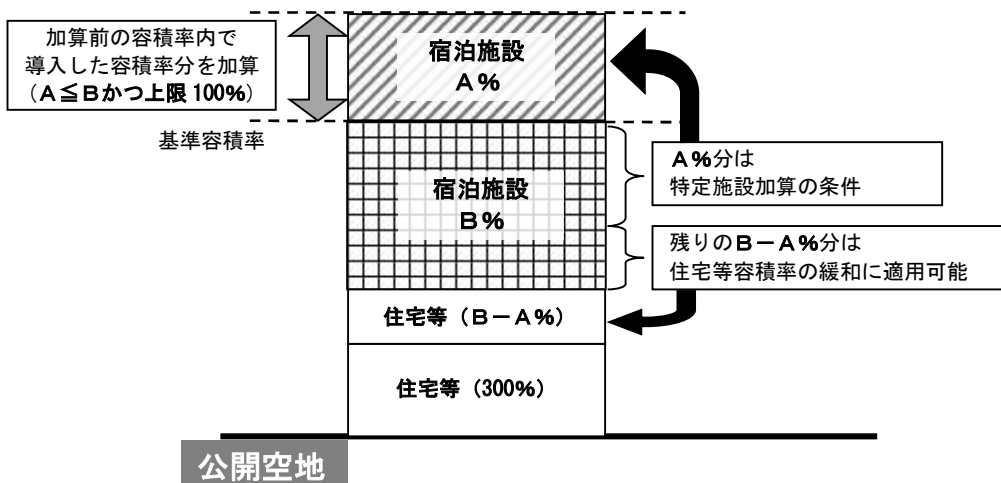 加算前の容積率内で
導入した容積率分を加算
（Ａ≦Ｂかつ上限100%）
宿泊施設
Ａ%
基準容積率
宿泊施設
Ｂ%
Ａ%分は
特定施設加算の条件
残りのＢ－Ａ%分は
住宅等容積率の緩和に適用可能
住宅等（Ｂ－Ａ%）
住宅等（300%）
公開空地